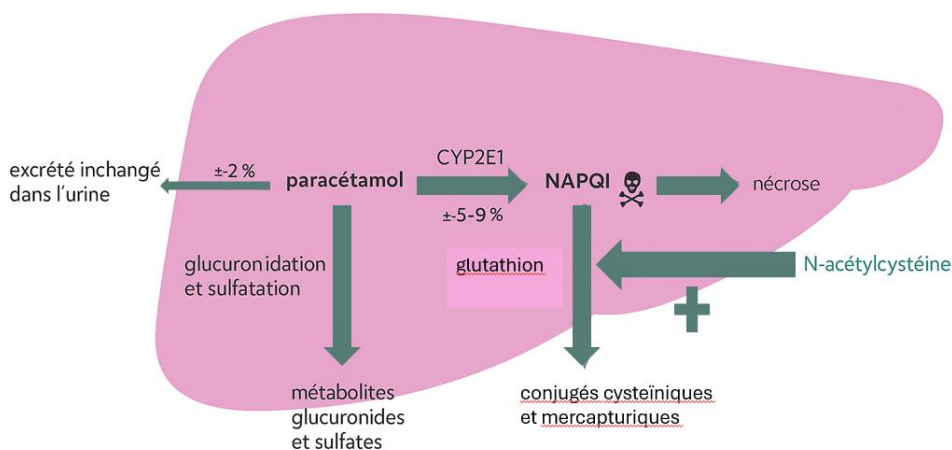 excrété inchangé
dans l'urine
±-2 %
paracétamol
CYP2E1
±-5-9 %
NAPQI
nécrose
glucuronidation
et sulfatation
glutathion
N-acétylcystéine
métabolites
glucuronides
et sulfates
conjugés cysteïniques
et mercapturiques